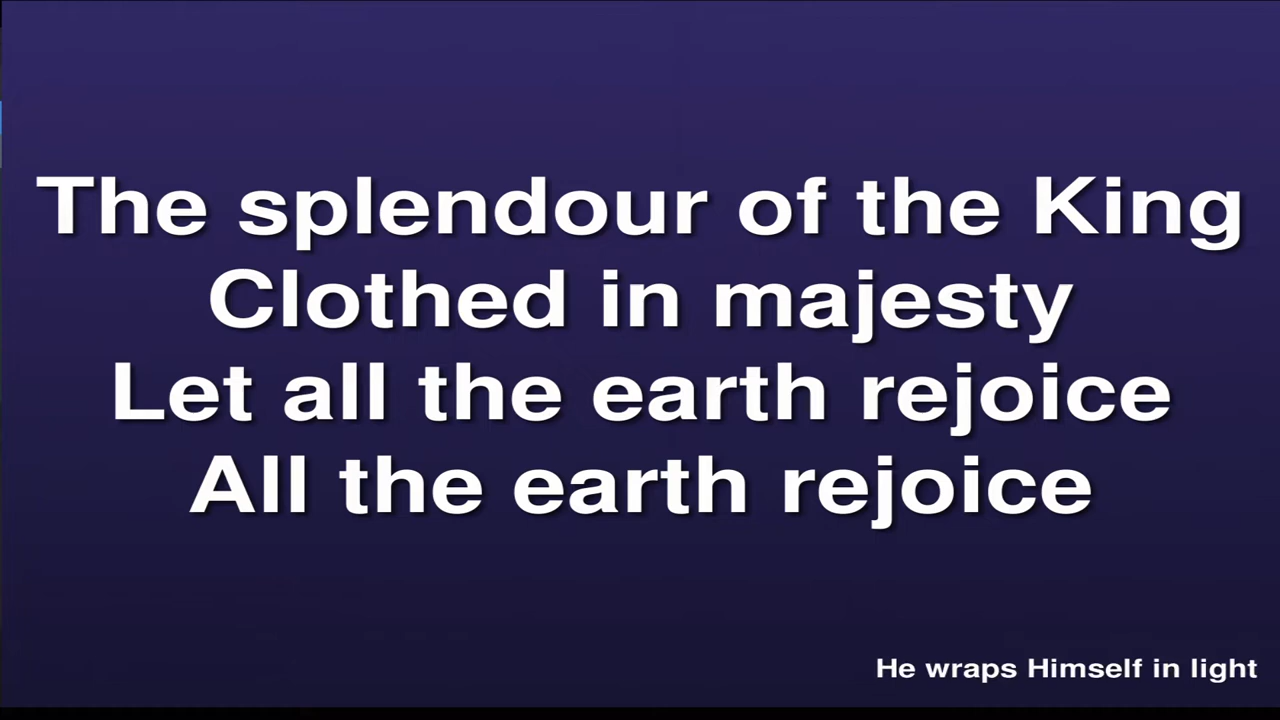 The splendour of the King
Clothed in majesty
Let all the earth rejoice
All the earth rejoice
He wraps Himself in light